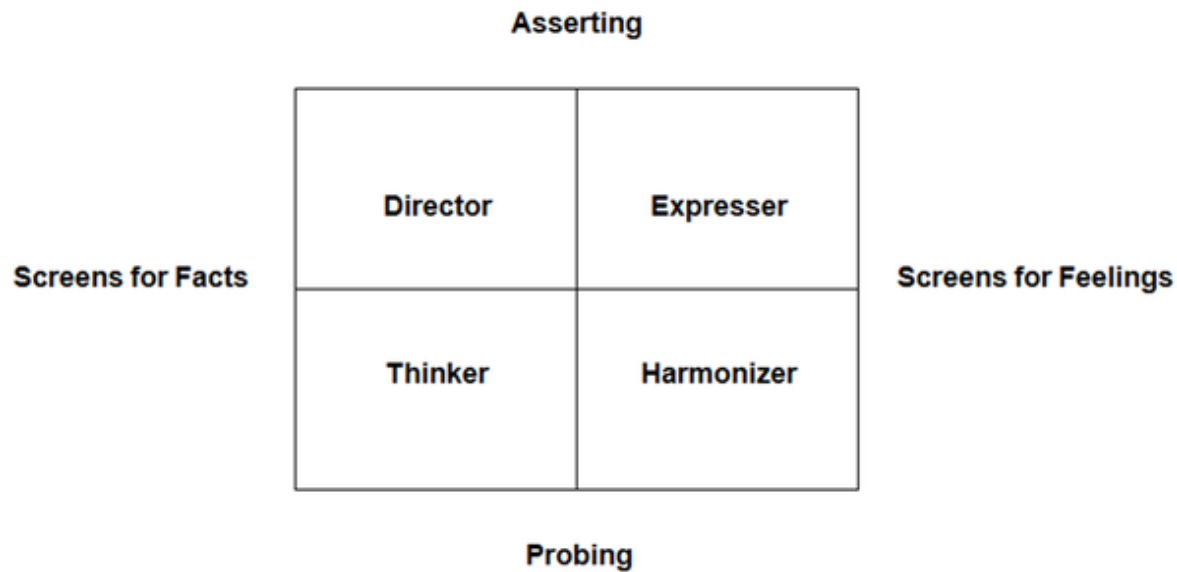 Asserting
Director Expresser
Screens for Facts Screens for Feelings
Thinker Harmonizer
Probing